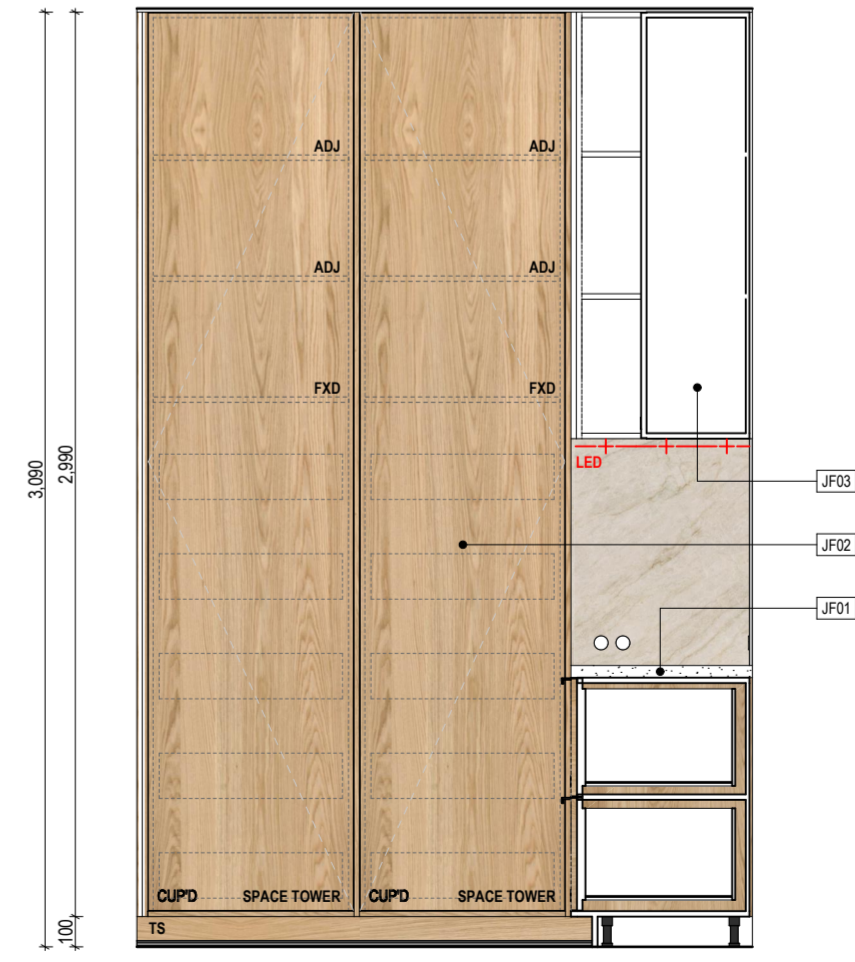 ADJ ADJ
ADJ ADJ
FXD FXD
3,090
2,990
LED
JF03
JF02
JF01
CUP'D SPACE TOWER CUP'D SPACE TOWER
100
TS